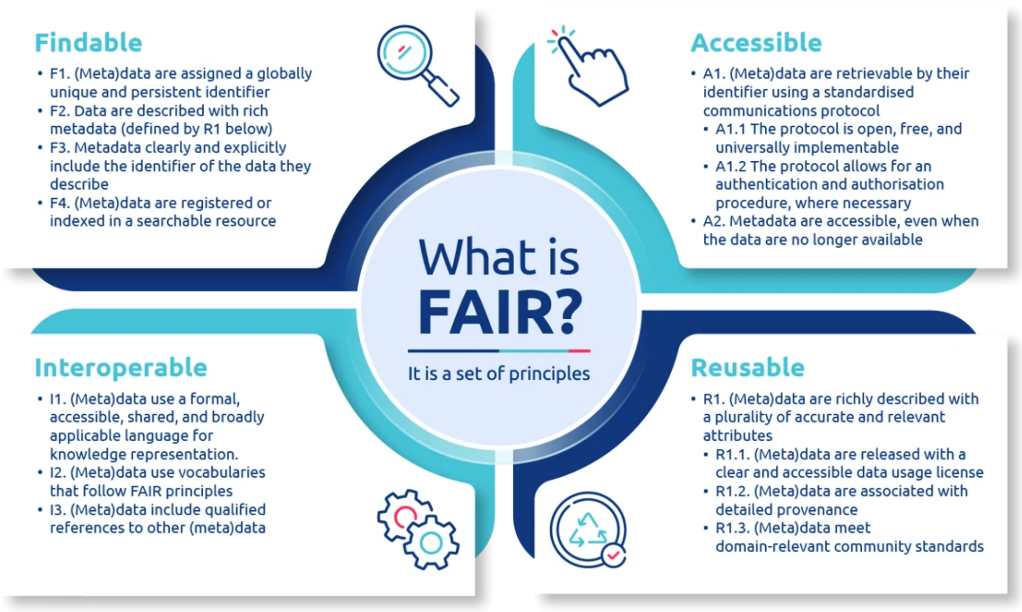 Findable
• F1. (Meta)data are assigned a globally
unique and persistent identifier
• F2. Data are described with rich
metadata (defined by R1 below)
• F3. Metadata clearly and explicitly
include the identifier of the data they
describe
• F4. (Meta)data are registered or
indexed in a searchable resource
Accessible
• A1. (Meta)data are retrievable by their
identifier using a standardised
communications protocol
▪ A1.1 The protocol is open, free, and
universally implementable
▪ A1.2 The protocol allows for an
authentication and authorisation
procedure, where necessary
• A2. Metadata are accessible, even when
the data are no longer available
What is
FAIR?
It is a set of principles
Interoperable
• I1. (Meta)data use a formal,
accessible, shared, and broadly
applicable language for
knowledge representation.
• I2. (Meta)data use vocabularies
that follow FAIR principles
• I3. (Meta)data include qualified
references to other (meta)data
Reusable
• R1. (Meta)data are richly described with
a plurality of accurate and relevant
attributes
▪ R1.1. (Meta)data are released with a
clear and accessible data usage license
▪ R1.2. (Meta)data are associated with
detailed provenance
▪ R1.3. (Meta)data meet
domain-relevant community standards